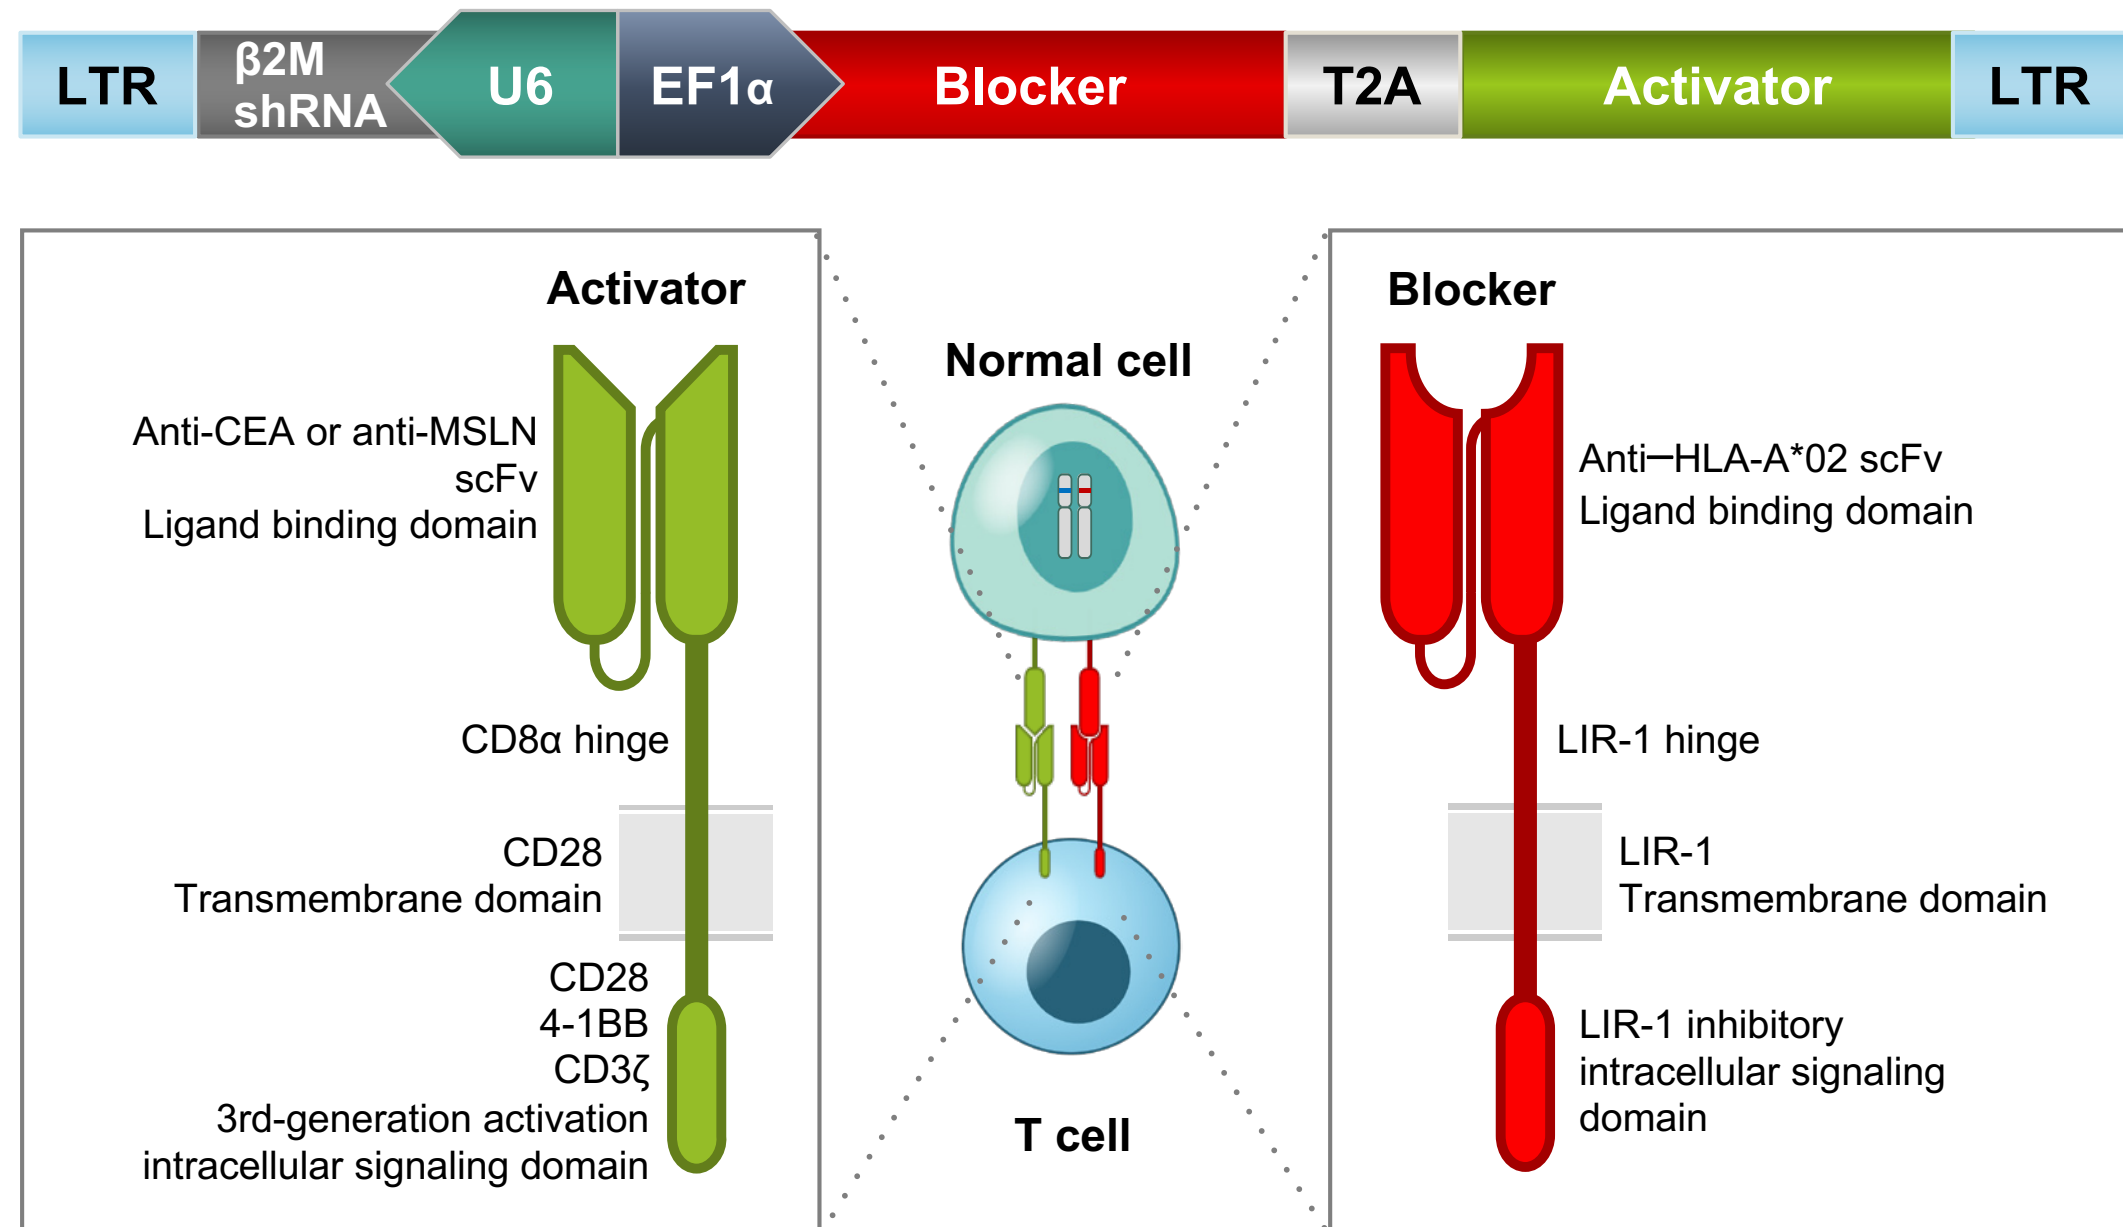 LTR
β2M
shRNA
U6
EF1α
Blocker
T2A
Activator
LTR
Activator
Anti-CEA or anti-MSLN
scFv
Ligand binding domain
CD8α hinge
CD28
Transmembrane domain
CD28
4-1BB
CD3ζ
3rd-generation activation
intracellular signaling domain
Normal cell
T cell
Blocker
Anti–HLA-A*02 scFv
Ligand binding domain
LIR-1 hinge
LIR-1
Transmembrane domain
LIR-1 inhibitory
intracellular signaling
domain